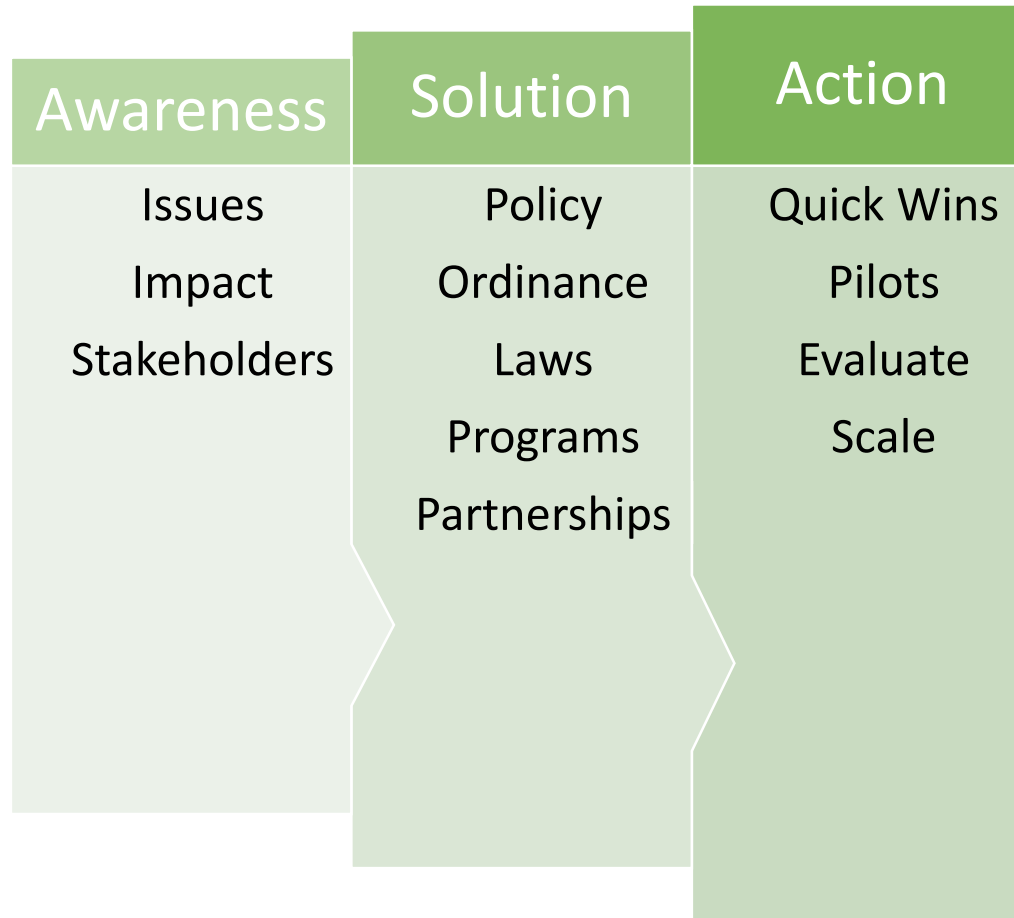 Awareness
Issues
Impact
Stakeholders
Solution
Policy
Ordinance
Laws
Programs
Partnerships
Action
Quick Wins
Pilots
Evaluate
Scale